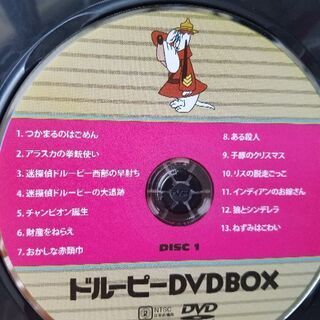 1. つかまるのはごめん
2. アラスカの拳銃使い
3. 迷探偵ドルーピー西部の早射ち
4. 迷探偵ドルーピーの大追跡
5. チャンピオン誕生
6. 財産をねらえ
7. おかしな赤頭巾
8. ある殺人
9. 子豚のクリスマス
10. リスの脱走ごっこ
11. インディアンのお嫁さん
12. 狼とシンデレラ
13. ねずみはこわい
DISC 1
ドルーピーDVDBOX
2 NTSC
DVD